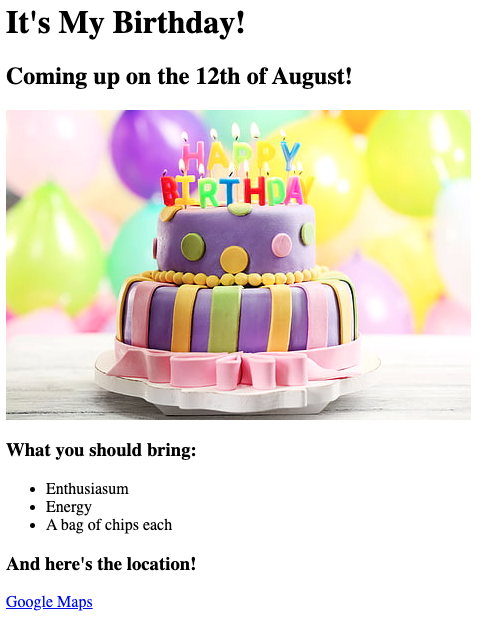 It's My Birthday!
Coming up on the 12th of August!
HAPPY
BIRTHDAY
What you should bring:
Enthusiasum
Energy
A bag of chips each
And here's the location!
Google Maps